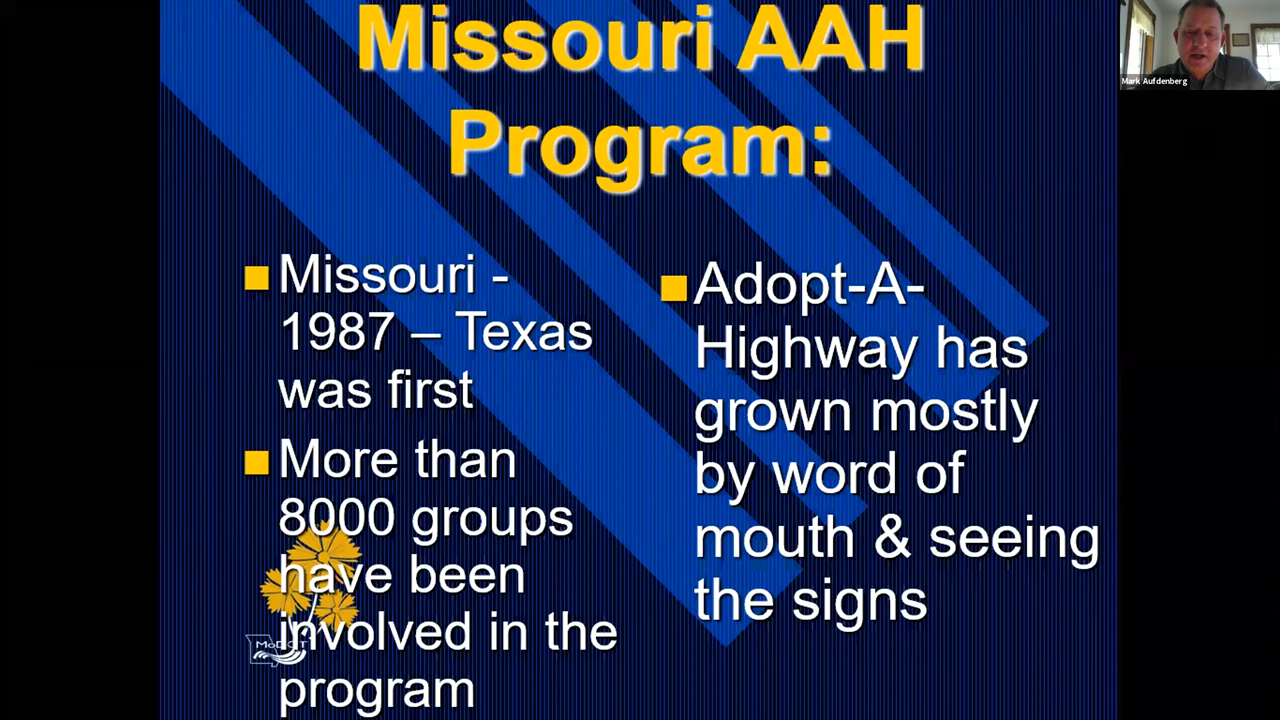 Missouri AAH
Program:
Missouri -
1987 – Texas
was first
More than
8000 groups
have been
involved in the
program
Adopt-A-
Highway has
grown mostly
by word of
mouth & seeing
the signs
MoDOT
Mark Aufdenberg